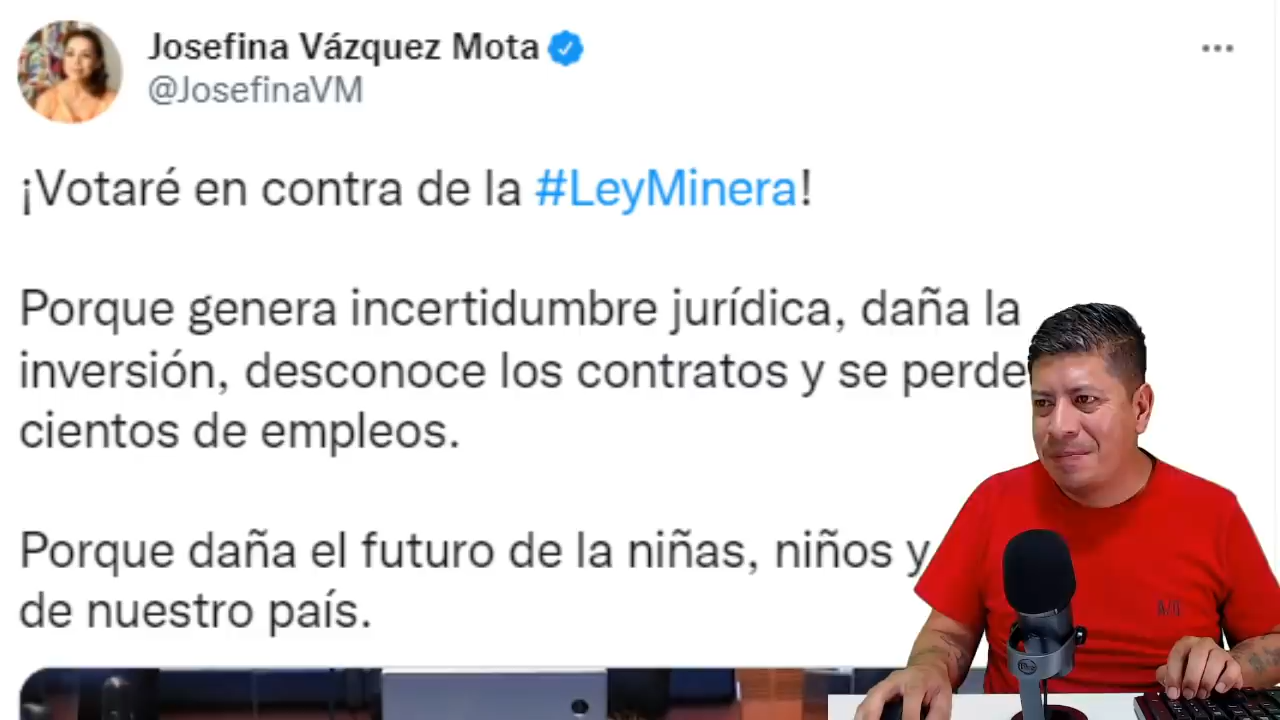 Josefina Vázquez Mota
@JosefinaVM
¡Votaré en contra de la #LeyMinera!
Porque genera incertidumbre jurídica, daña la
inversión, desconoce los contratos y se perde
cientos de empleos.
Porque daña el futuro de la niñas, niños y
de nuestro país.